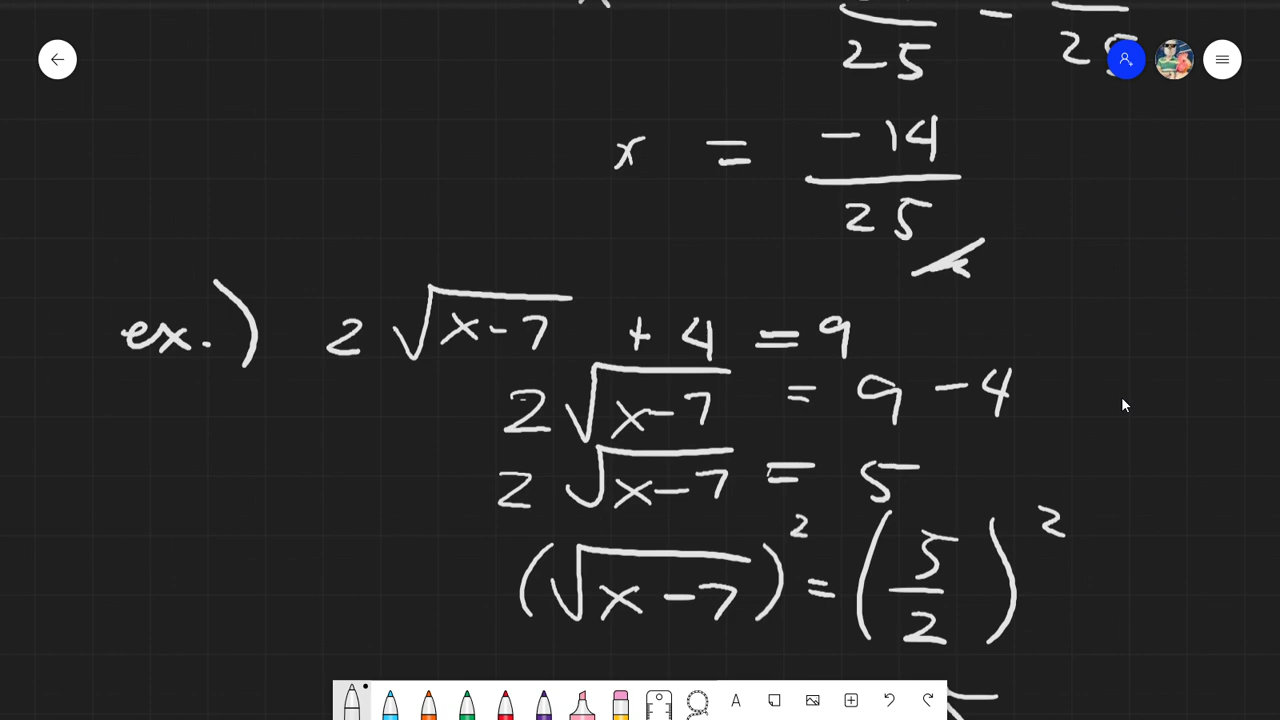 25 - 25
x = -14/25
ex.) 2√(x-7) + 4 = 9
2√(x-7) = 9 - 4
2√(x-7) = 5
(√(x-7))² = (5/2)²
A